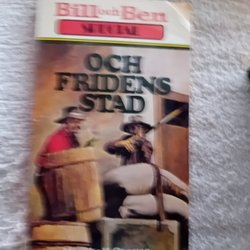 Bill och Ben
SPECIAL
OCH
FRIDENS
STAD